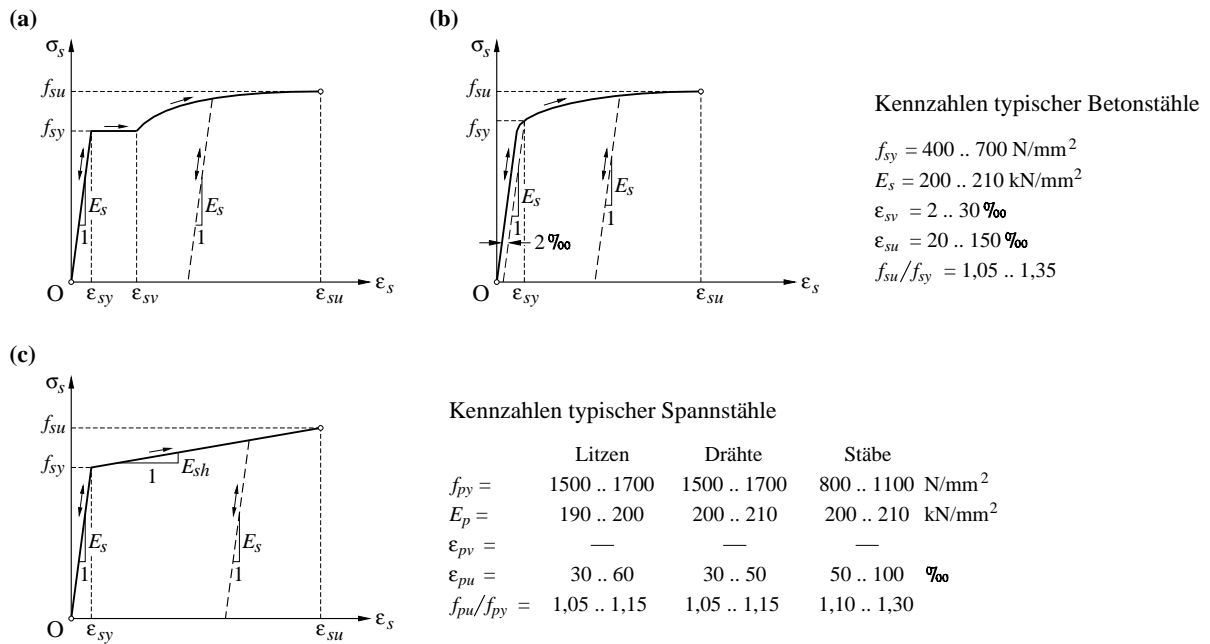 (a)
σs
fsu
fsy
Es
1
Es
1
O
εsy
εsv
εsu
εs
(b)
σs
fsu
fsy
Es
1
Es
1
2 ‰
O
εsy
εsu
εs
Kennzahlen typischer Betonstähle
fsy = 400 .. 700 N/mm²
Es = 200 .. 210 kN/mm²
εsv = 2 .. 30 ‰
εsu = 20 .. 150 ‰
fsu/fsy = 1,05 .. 1,35
(c)
σs
fsu
fsy
1
Esh
Es
1
Es
1
O
εsy
εsu
εs
Kennzahlen typischer Spannstähle
Litzen Drähte Stäbe
fpy = 1500 .. 1700 1500 .. 1700 800 .. 1100 N/mm²
Ep = 190 .. 200 200 .. 210 200 .. 210 kN/mm²
εpv = — — —
εpu = 30 .. 60 30 .. 50 50 .. 100 ‰
fpu/fpy = 1,05 .. 1,15 1,05 .. 1,15 1,10 .. 1,30